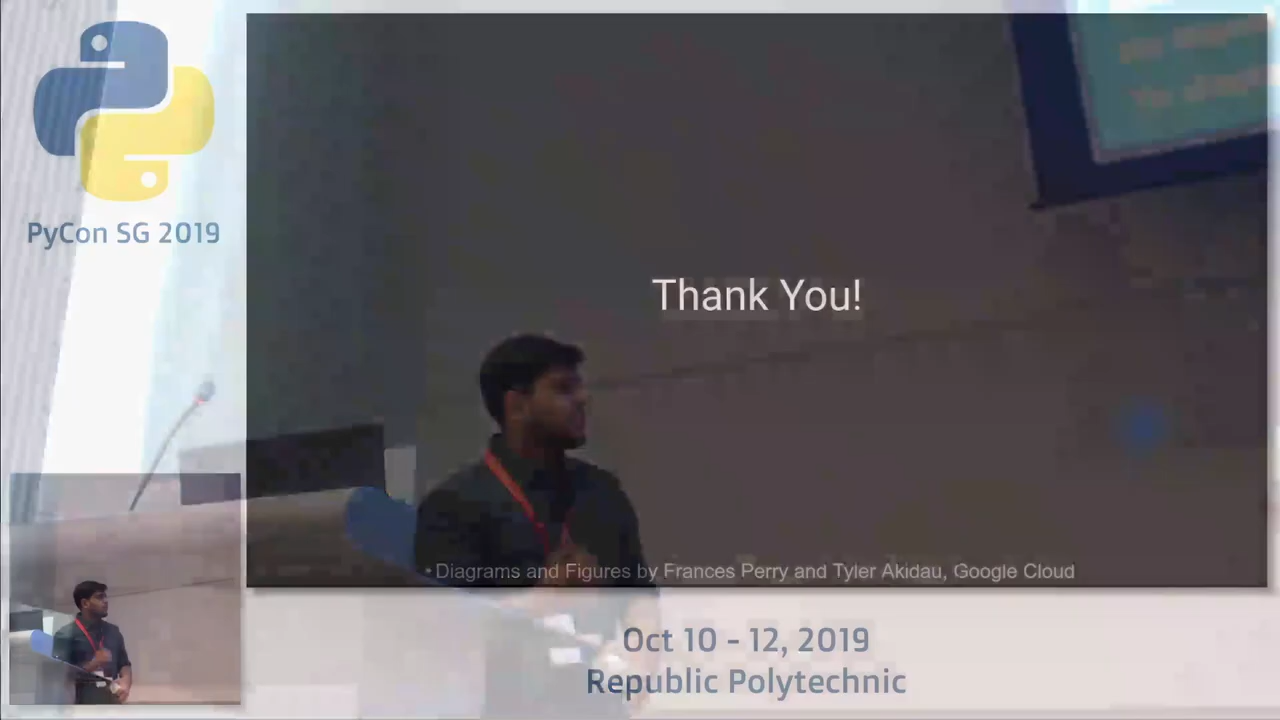 PyCon SG 2019
Thank You!
• Diagrams and Figures by Frances Perry and Tyler Akidau, Google Cloud
Oct 10 - 12, 2019
Republic Polytechnic